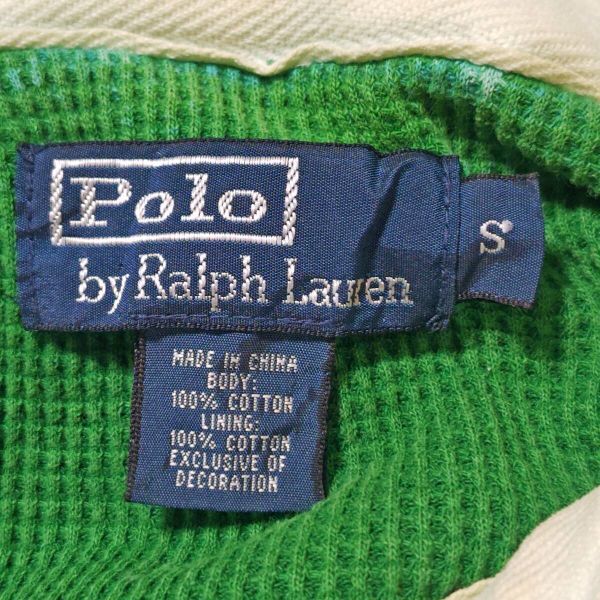 Polo
by Ralph Lauren
S
MADE IN CHINA
BODY:
100% COTTON
LINING:
100% COTTON
EXCLUSIVE OF
DECORATION